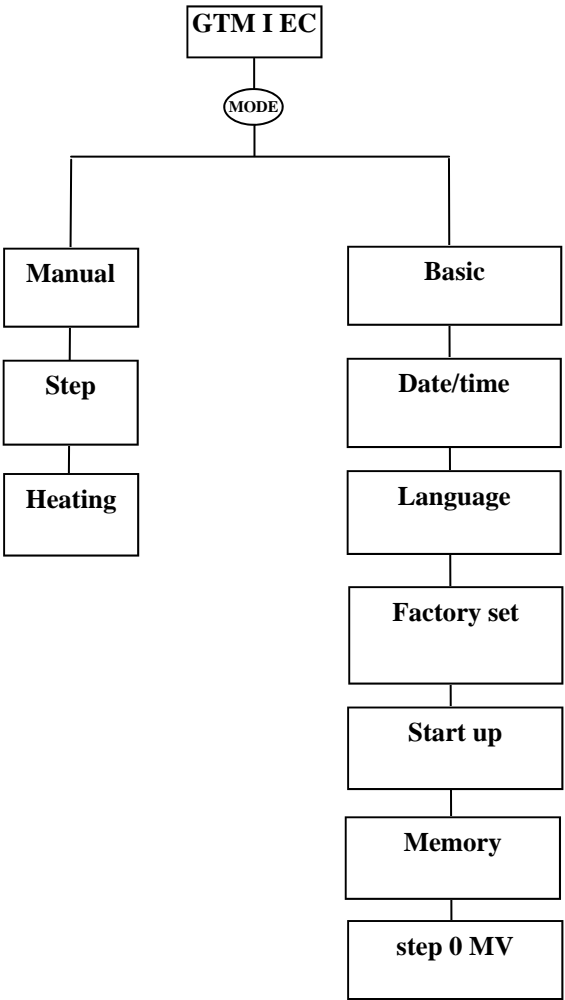 GTM I EC
MODE
Manual
Step
Heating
Basic
Date/time
Language
Factory set
Start up
Memory
step 0 MV